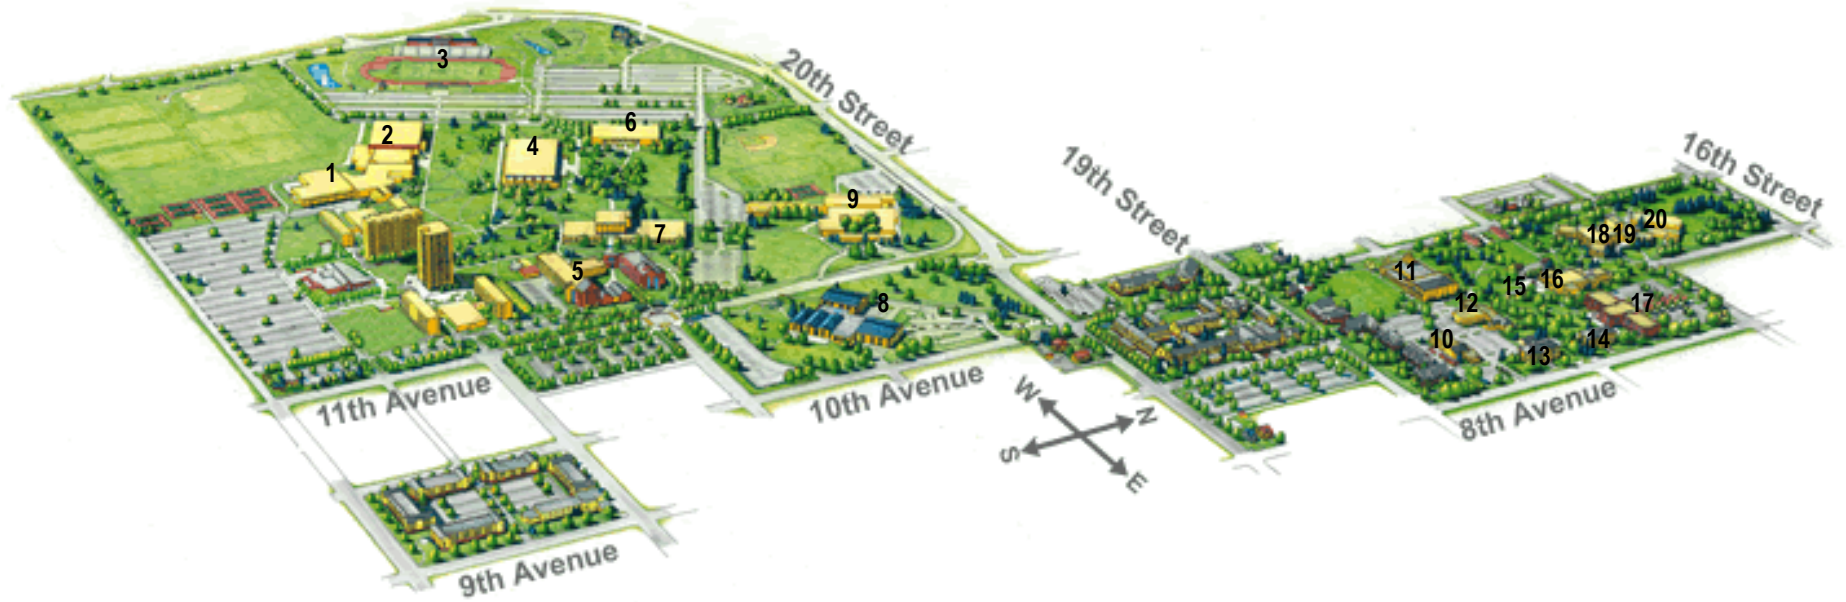 3
20th Street
2
6
4
1
16th Street
19th Street
9
20
7
18
19
5
11
15
16
8
12
17
10
13
14
11th Avenue
10th Avenue
W
N
S
E
8th Avenue
9th Avenue